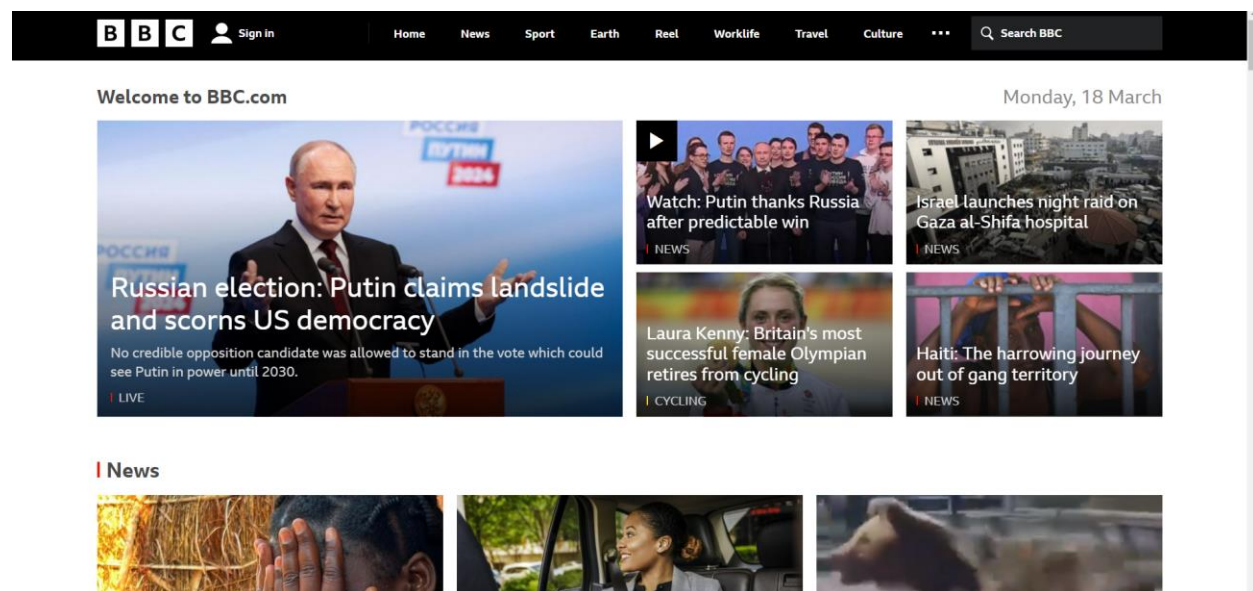 BBC
Sign in
Home
News
Sport
Earth
Reel
Worklife
Travel
Culture
Search BBC
Welcome to BBC.com
Monday, 18 March
РОССИЯ
ПУТИН
2024
РОССИЯ
ПУТИН
Russian election: Putin claims landslide
and scorns US democracy
No credible opposition candidate was allowed to stand in the vote which could
see Putin in power until 2030.
LIVE
Watch: Putin thanks Russia
after predictable win
NEWS
Israel launches night raid on
Gaza al-Shifa hospital
NEWS
Laura Kenny: Britain's most
successful female Olympian
retires from cycling
CYCLING
Haiti: The harrowing journey
out of gang territory
NEWS
News